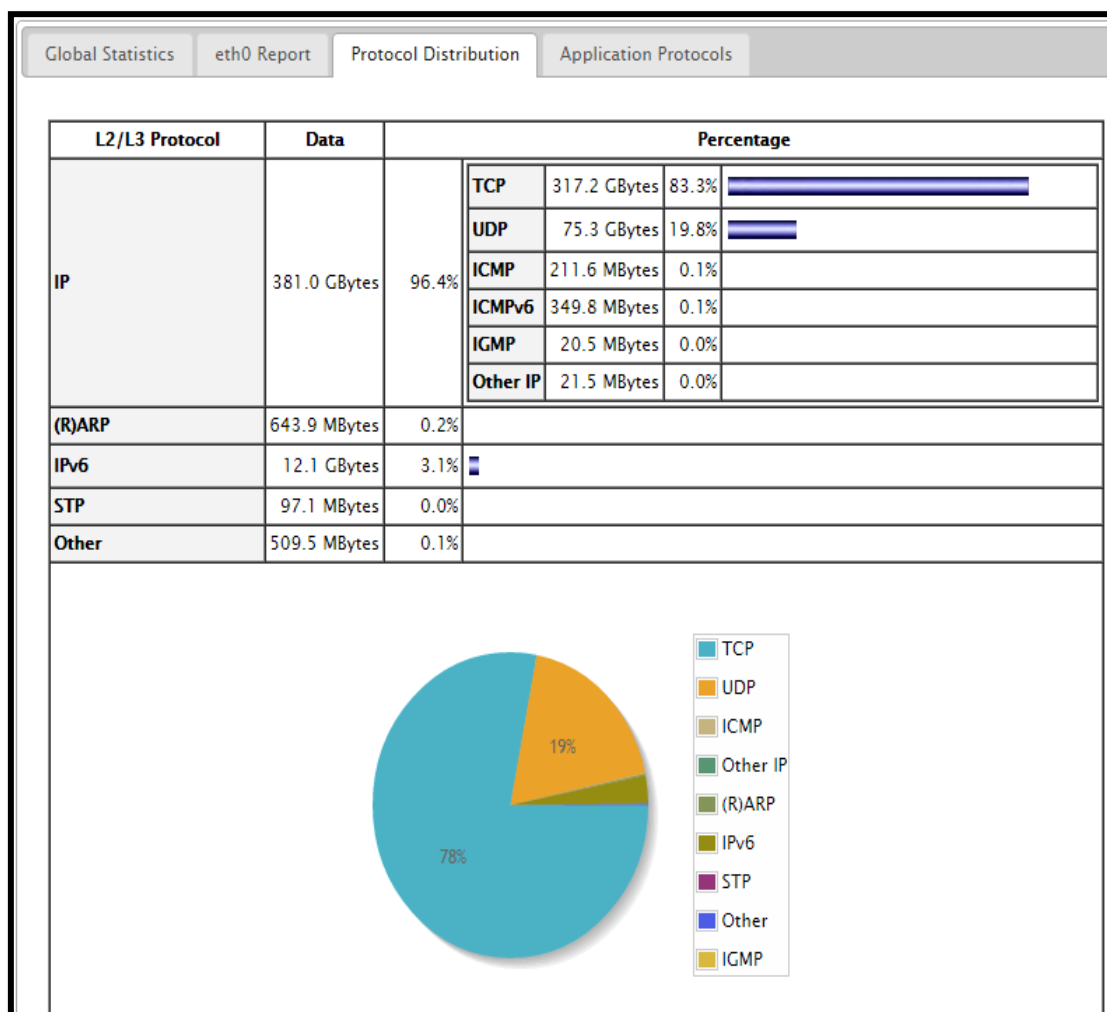 Global Statistics eth0 Report Protocol Distribution Application Protocols
L2/L3 Protocol Data Percentage
IP 381.0 GBytes 96.4%
TCP 317.2 GBytes 83.3%
UDP 75.3 GBytes 19.8%
ICMP 211.6 MBytes 0.1%
ICMPv6 349.8 MBytes 0.1%
IGMP 20.5 MBytes 0.0%
Other IP 21.5 MBytes 0.0%
(R)ARP 643.9 MBytes 0.2%
IPv6 12.1 GBytes 3.1%
STP 97.1 MBytes 0.0%
Other 509.5 MBytes 0.1%
19%
78%
TCP
UDP
ICMP
Other IP
(R)ARP
IPv6
STP
Other
IGMP